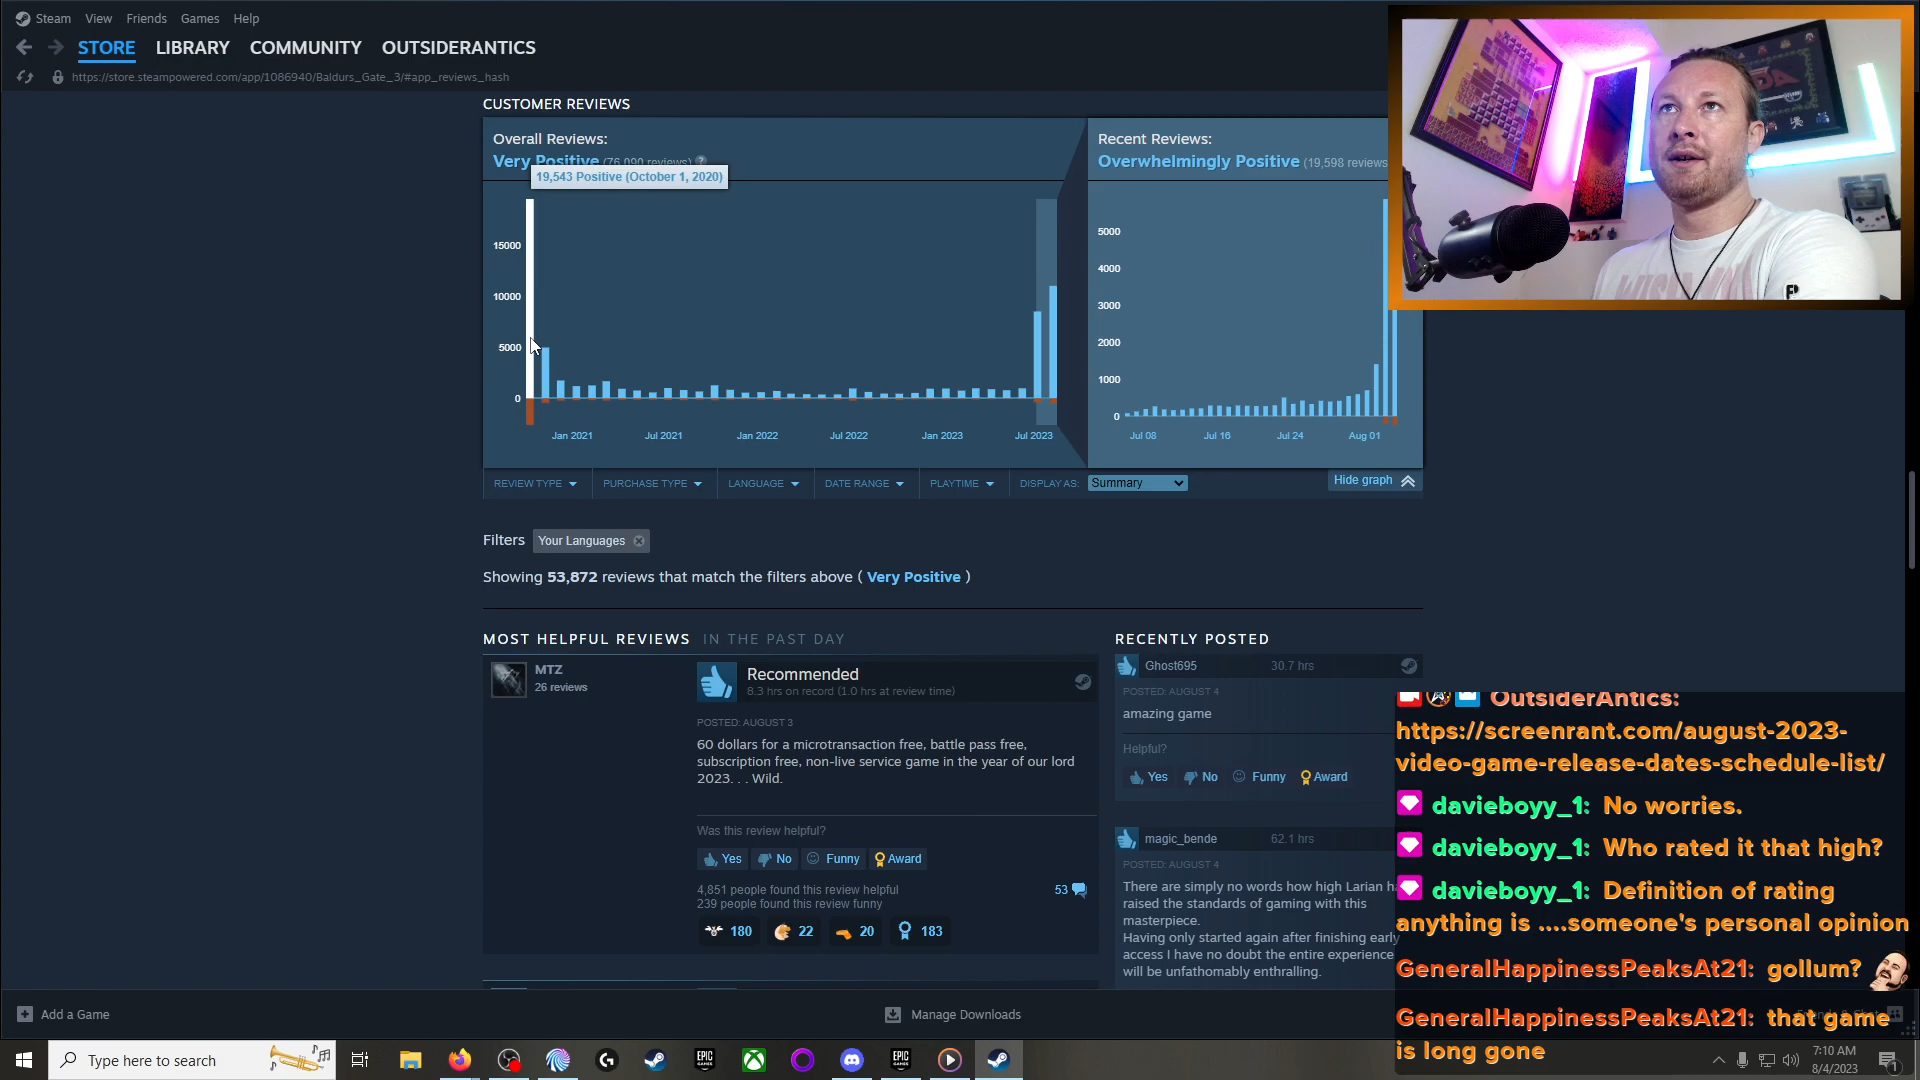 Steam View Friends Games Help
STORE LIBRARY COMMUNITY OUTSIDERANTICS
https://store.steampowered.com/app/1086940/Baldurs_Gate_3/#app_reviews_hash
CUSTOMER REVIEWS
Overall Reviews:
Very Positive (76,090 reviews) ?
19,543 Positive (October 1, 2020)
15000
10000
5000
0
Jan 2021 Jul 2021 Jan 2022 Jul 2022 Jan 2023 Jul 2023
Recent Reviews:
Overwhelmingly Positive (19,598 reviews
5000
4000
3000
2000
1000
0
Jul 08 Jul 16 Jul 24 Aug 01
REVIEW TYPE PURCHASE TYPE LANGUAGE DATE RANGE PLAYTIME DISPLAY AS: Summary Hide graph
Filters Your Languages
Showing 53,872 reviews that match the filters above ( Very Positive )
MOST HELPFUL REVIEWS IN THE PAST DAY
MTZ
26 reviews
Recommended
8.3 hrs on record (1.0 hrs at review time)
POSTED: AUGUST 3
60 dollars for a microtransaction free, battle pass free,
subscription free, non-live service game in the year of our lord
2023. . . Wild.
Was this review helpful?
Yes No Funny Award
4,851 people found this review helpful
239 people found this review funny
53
180 22 20 183
RECENTLY POSTED
Ghost695 30.7 hrs
POSTED: AUGUST 4
amazing game
Helpful?
Yes No Funny Award
magic_bende 62.1 hrs
POSTED: AUGUST 4
There are simply no words how high Larian ha
raised the standards of gaming with this
masterpiece.
Having only started again after finishing early
access I have no doubt the entire experience
will be unfathomably enthralling.
OutsiderAntics:
https://screenrant.com/august-2023-
video-game-release-dates-schedule-list/
davieboyy_1: No worries.
davieboyy_1: Who rated it that high?
davieboyy_1: Definition of rating
anything is ....someone's personal opinion
GeneralHappinessPeaksAt21: gollum?
GeneralHappinessPeaksAt21: that game
is long gone
Add a Game Manage Downloads
Type here to search
EPIC GAMES
EPIC GAMES
7:10 AM
8/4/2023
1